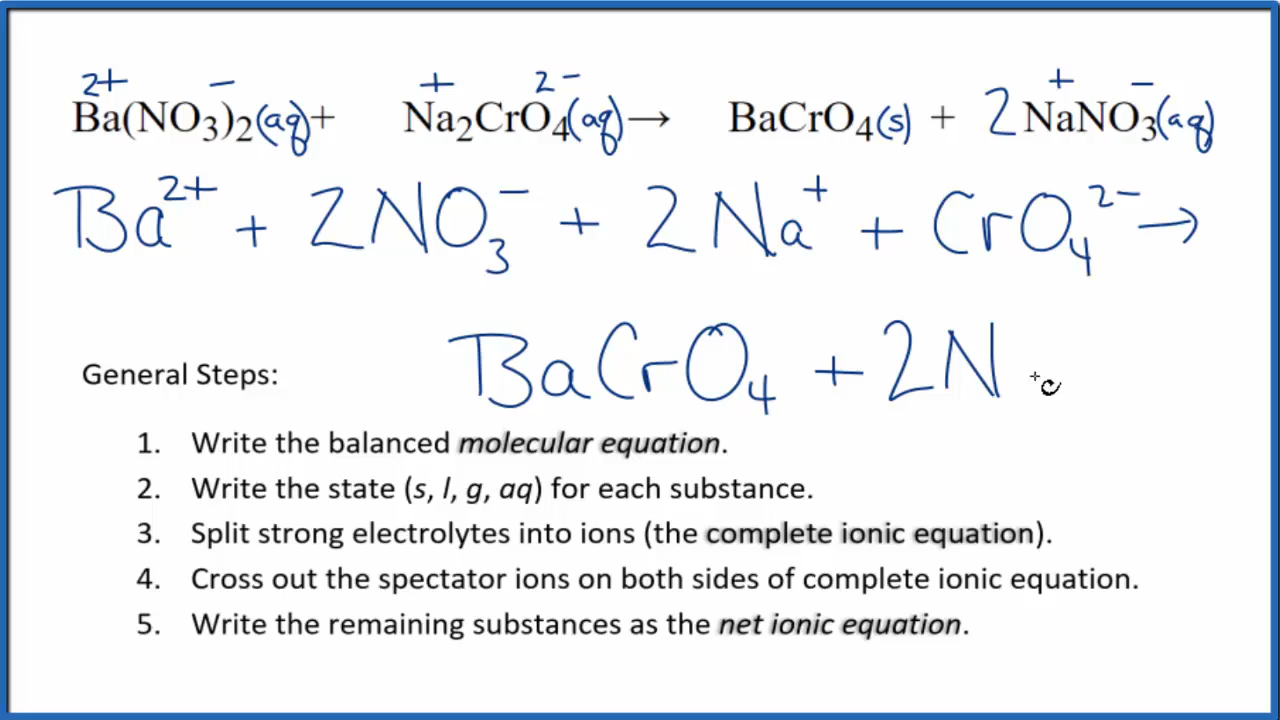 Ba(NO₃)₂(aq) + Na₂CrO₄(aq) → BaCrO₄(s) + 2NaNO₃(aq)
2+ − + 2− + −
Ba²⁺ + 2NO₃⁻ + 2Na⁺ + CrO₄²⁻ →
BaCrO₄ + 2N
General Steps:
1. Write the balanced molecular equation.
2. Write the state (s, l, g, aq) for each substance.
3. Split strong electrolytes into ions (the complete ionic equation).
4. Cross out the spectator ions on both sides of complete ionic equation.
5. Write the remaining substances as the net ionic equation.